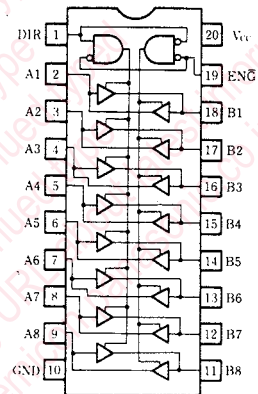 DIR 1 20 Vcc
A1 2 19 ENG̅
A2 3 18 B1
A3 4 17 B2
A4 5 16 B3
A5 6 15 B4
A6 7 14 B5
A7 8 13 B6
A8 9 12 B7
GND 10 11 B8